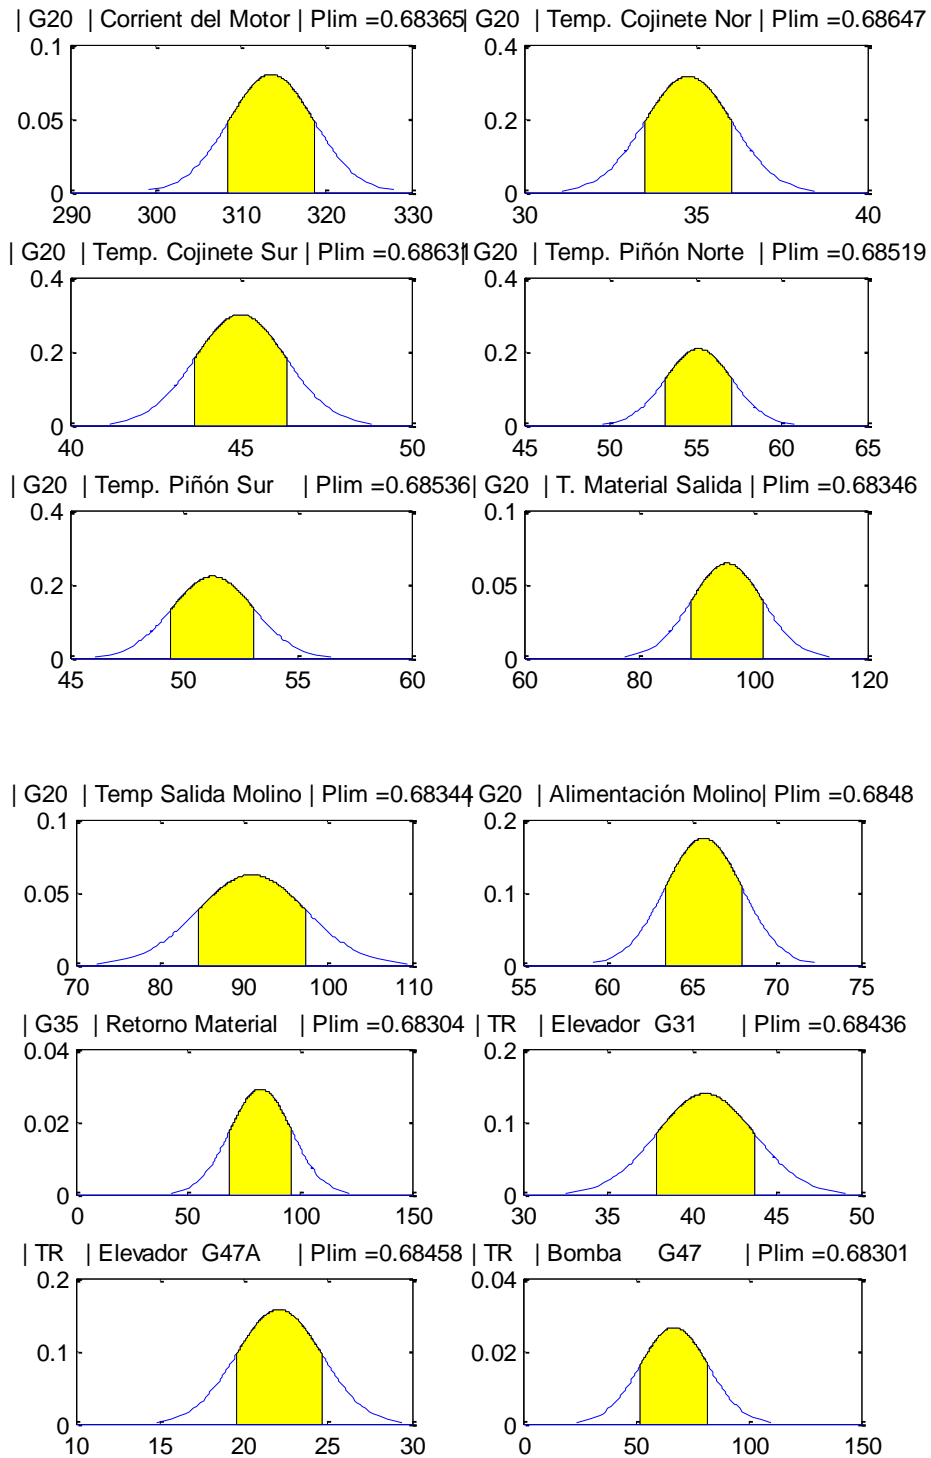 | G20 | Corrient del Motor | Plim =0.68365
| G20 | Temp. Cojinete Nor | Plim =0.68647
0.1
0.05
0
290 300 310 320 330
0.4
0.2
0
30 35 40
| G20 | Temp. Cojinete Sur | Plim =0.68631
| G20 | Temp. Piñón Norte | Plim =0.68519
0.4
0.2
0
40 45 50
0.4
0.2
0
45 50 55 60 65
| G20 | Temp. Piñón Sur | Plim =0.68536
| G20 | T. Material Salida | Plim =0.68346
0.4
0.2
0
45 50 55 60
0.1
0.05
0
60 80 100 120
| G20 | Temp Salida Molino | Plim =0.68344
| G20 | Alimentación Molino| Plim =0.6848
0.1
0.05
0
70 80 90 100 110
0.2
0.1
0
55 60 65 70 75
| G35 | Retorno Material | Plim =0.68304
| TR | Elevador G31 | Plim =0.68436
0.04
0.02
0
0 50 100 150
0.2
0.1
0
30 35 40 45 50
| TR | Elevador G47A | Plim =0.68458
| TR | Bomba G47 | Plim =0.68301
0.2
0.1
0
10 15 20 25 30
0.04
0.02
0
0 50 100 150